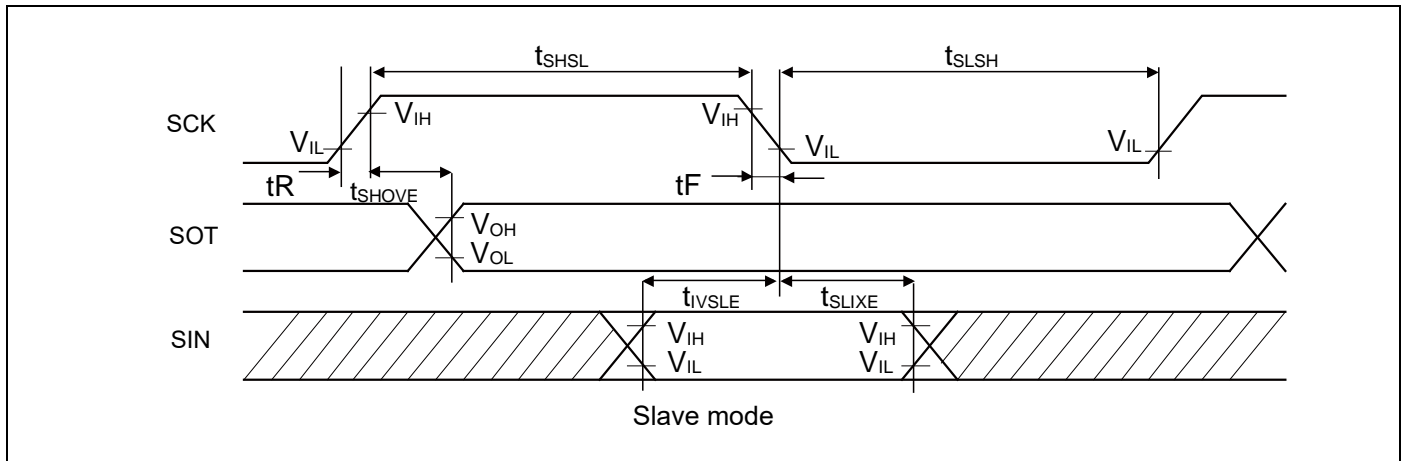 tSHSL
tSLSH
SCK
VIH
VIH
VIL
VIL
VIL
tR
tSHOVE
tF
SOT
VOH
VOL
tIVSLE
tSLIXE
SIN
VIH
VIH
VIL
VIL
Slave mode